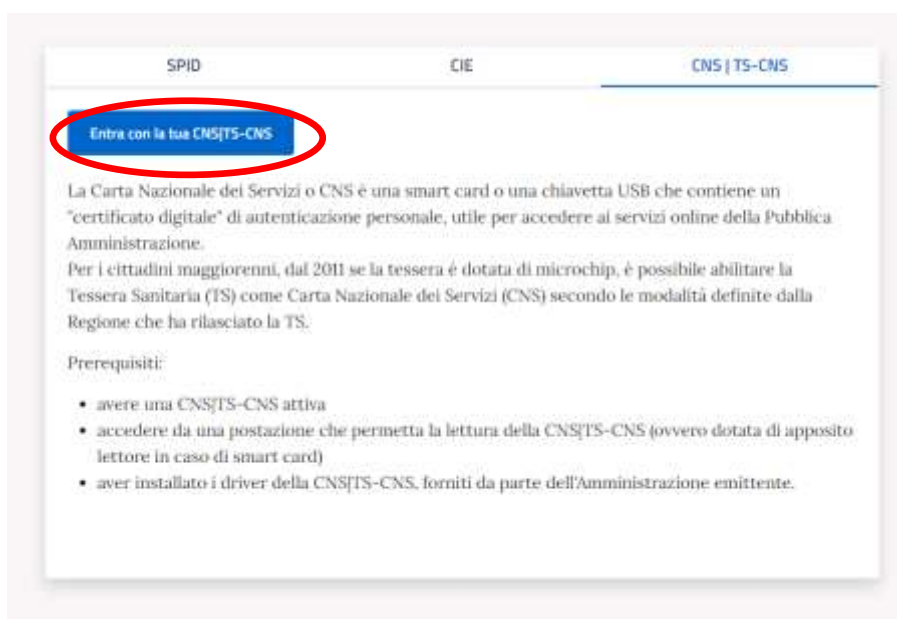 SPID CIE CNS | TS-CNS
Entra con la tua CNS|TS-CNS
La Carta Nazionale dei Servizi o CNS é una smart card o una chiavetta USB che contiene un
"certificato digitale" di autenticazione personale, utile per accedere ai servizi online della Pubblica
Amministrazione.
Per i cittadini maggiorenni, dal 2011 se la tessera é dotata di microchip, é possibile abilitare la
Tessera Sanitaria (TS) come Carta Nazionale dei Servizi (CNS) secondo le modalità definite dalla
Regione che ha rilasciato la TS.
Prerequisiti:
• avere una CNS|TS-CNS attiva
• accedere da una postazione che permetta la lettura della CNS|TS-CNS (ovvero dotata di apposito
lettore in caso di smart card)
• aver installato i driver della CNS|TS-CNS, forniti da parte dell'Amministrazione emittente.